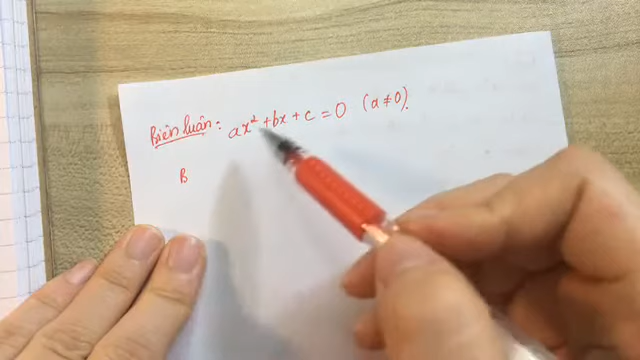 Biện luận: ax² + bx + c = 0 (a ≠ 0).
B